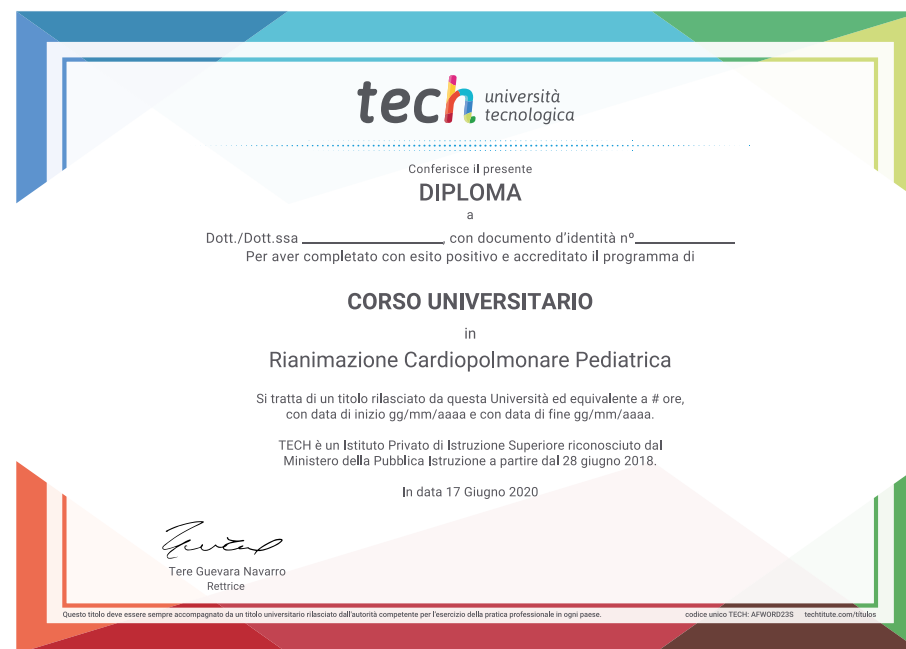 tech università
tecnologica
Conferisce il presente
DIPLOMA
a
Dott./Dott.ssa ____________________, con documento d'identità nº______________
Per aver completato con esito positivo e accreditato il programma di
CORSO UNIVERSITARIO
in
Rianimazione Cardiopolmonare Pediatrica
Si tratta di un titolo rilasciato da questa Università ed equivalente a # ore,
con data di inizio gg/mm/aaaa e con data di fine gg/mm/aaaa.
TECH è un Istituto Privato di Istruzione Superiore riconosciuto dal
Ministero della Pubblica Istruzione a partire dal 28 giugno 2018.
In data 17 Giugno 2020
Tere Guevara Navarro
Rettrice
Questo titolo deve essere sempre accompagnato da un titolo universitario rilasciato dall'autorità competente per l'esercizio della pratica professionale in ogni paese. codice unico TECH: AFWORD23S techtitute.com/titulos